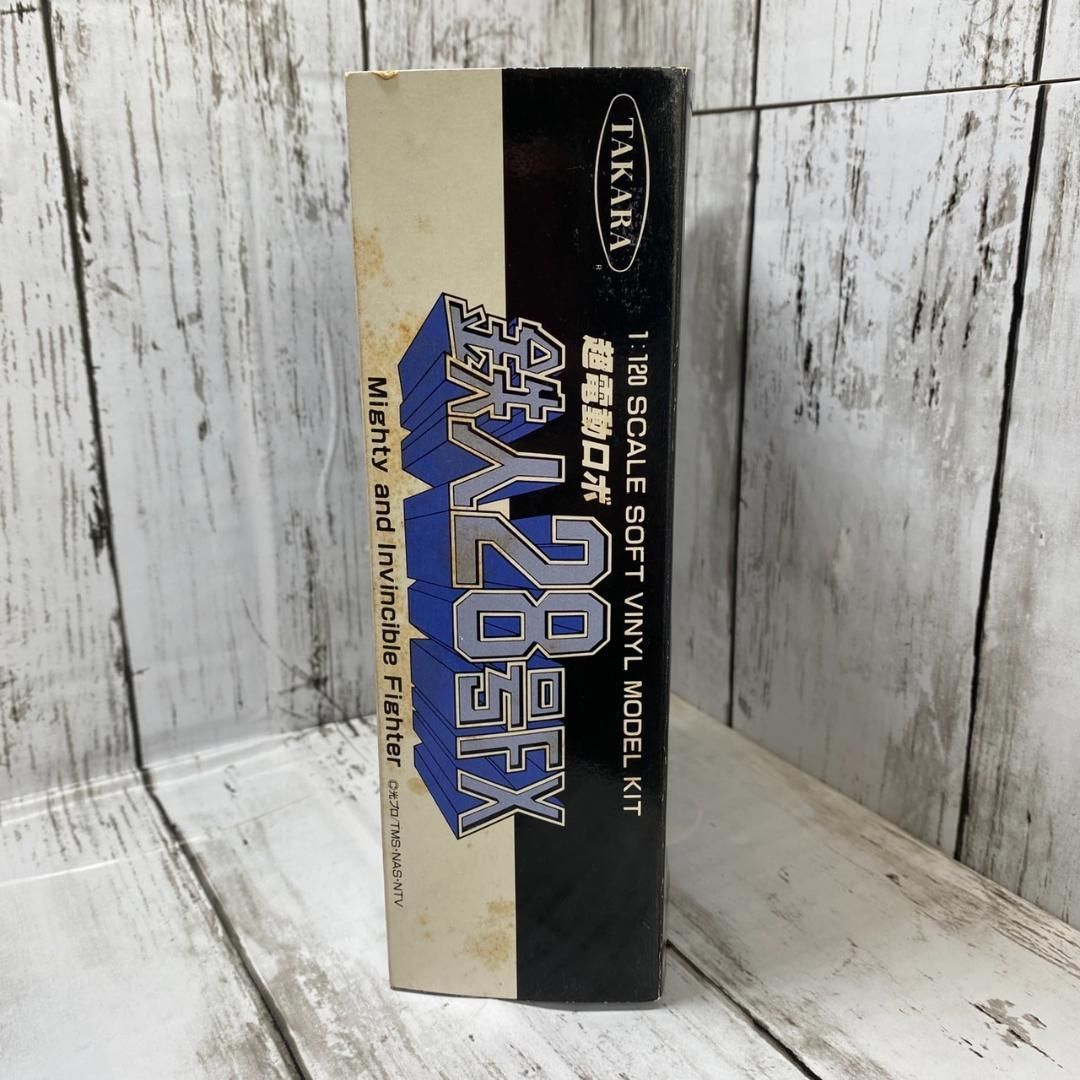 TAKARA
R
1:120 SCALE SOFT VINYL MODEL KIT
超電動ロボ
鉄人28号FX
Mighty and Invincible Fighter
©光プロ/TMS・NAS・NTV